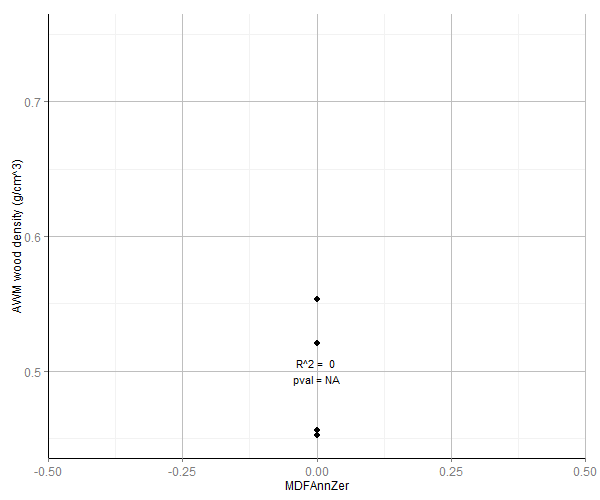 0.7
0.6
0.5
AWM wood density (g/cm^3)
R^2 = 0
pval = NA
-0.50 -0.25 0.00 0.25 0.50
MDFAnnZer